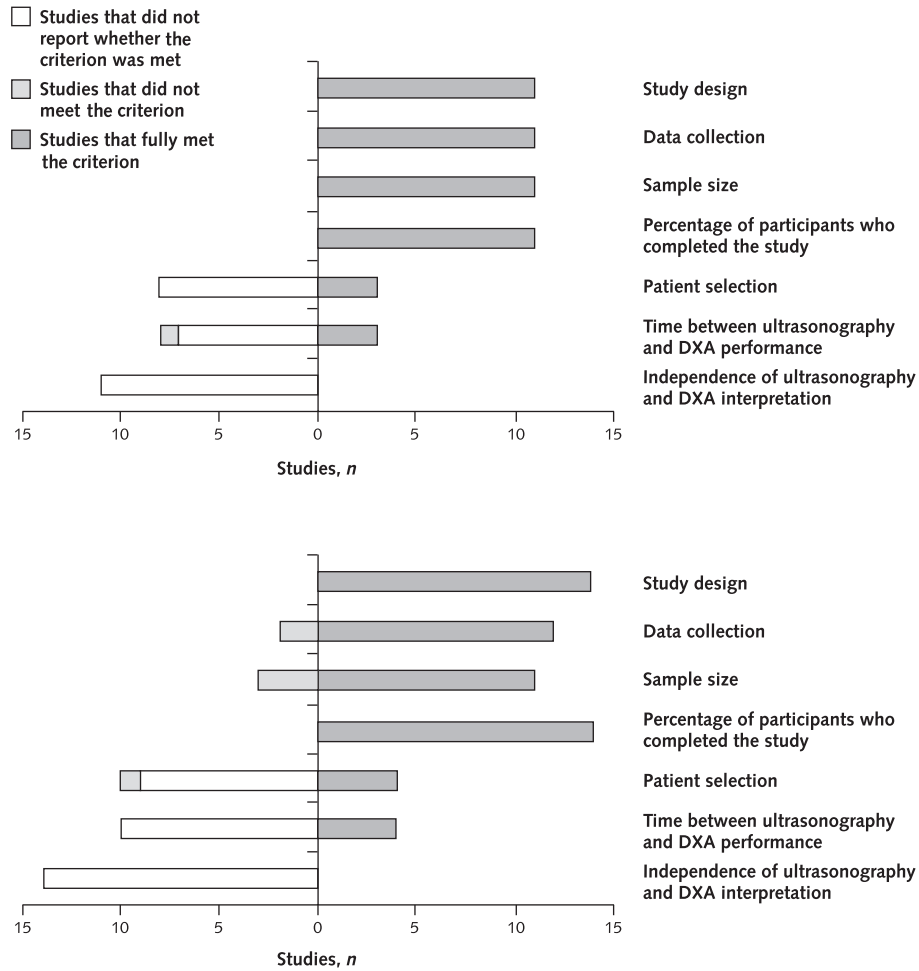 Studies that did not
report whether the
criterion was met
Studies that did not
meet the criterion
Studies that fully met
the criterion
Study design
Data collection
Sample size
Percentage of participants who
completed the study
Patient selection
Time between ultrasonography
and DXA performance
Independence of ultrasonography
and DXA interpretation
15 10 5 0 5 10 15
Studies, n
Study design
Data collection
Sample size
Percentage of participants who
completed the study
Patient selection
Time between ultrasonography
and DXA performance
Independence of ultrasonography
and DXA interpretation
15 10 5 0 5 10 15
Studies, n